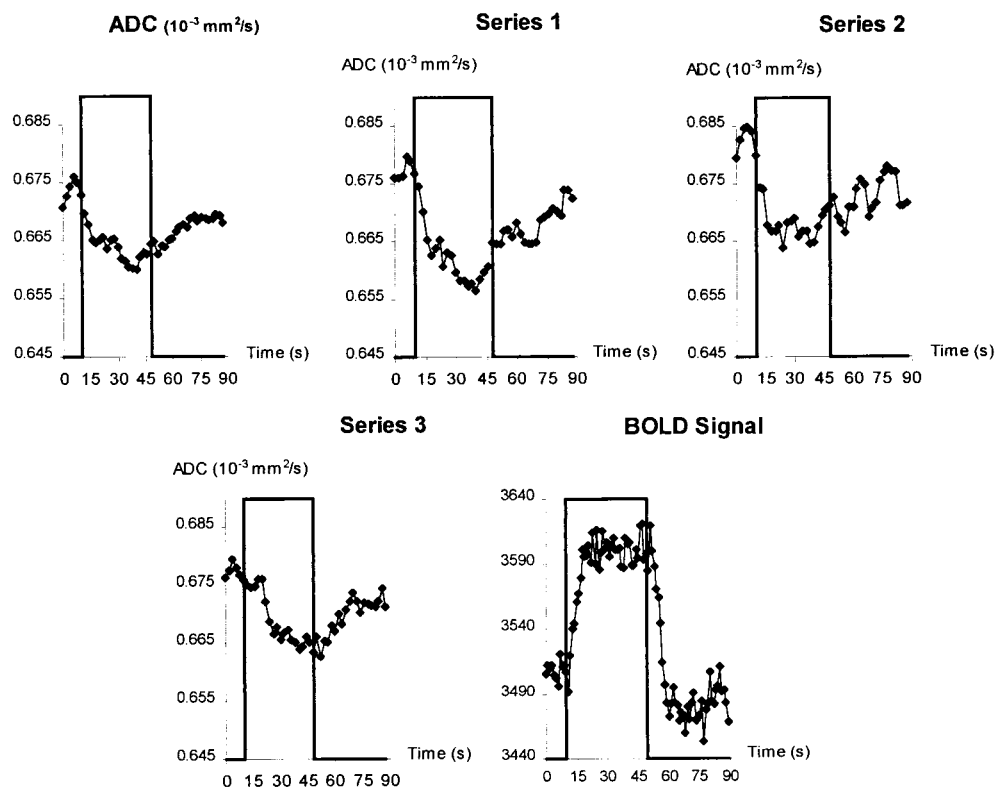 ADC (10⁻³ mm²/s)
Series 1
Series 2
ADC (10⁻³ mm²/s)
ADC (10⁻³ mm²/s)
0.685
0.675
0.665
0.655
0.645
Time (s)
0 15 30 45 60 75 90
0.685
0.675
0.665
0.655
0.645
Time (s)
0 15 30 45 60 75 90
0.685
0.675
0.665
0.655
0.645
Time (s)
0 15 30 45 60 75 90
Series 3
BOLD Signal
ADC (10⁻³ mm²/s)
0.685
0.675
0.665
0.655
0.645
Time (s)
0 15 30 45 60 75 90
3640
3590
3540
3490
3440
Time (s)
0 15 30 45 60 75 90